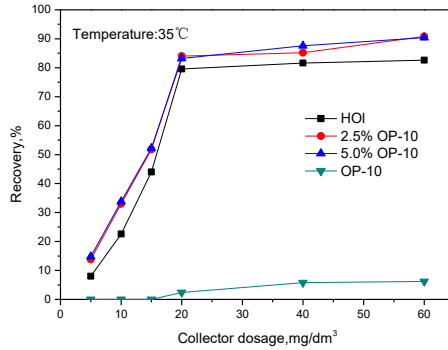 Temperature:35℃
100
90
80
70
60
50
40
30
20
10
0
Recovery,%
HOI
2.5% OP-10
5.0% OP-10
OP-10
0 10 20 30 40 50 60
Collector dosage,mg/dm³